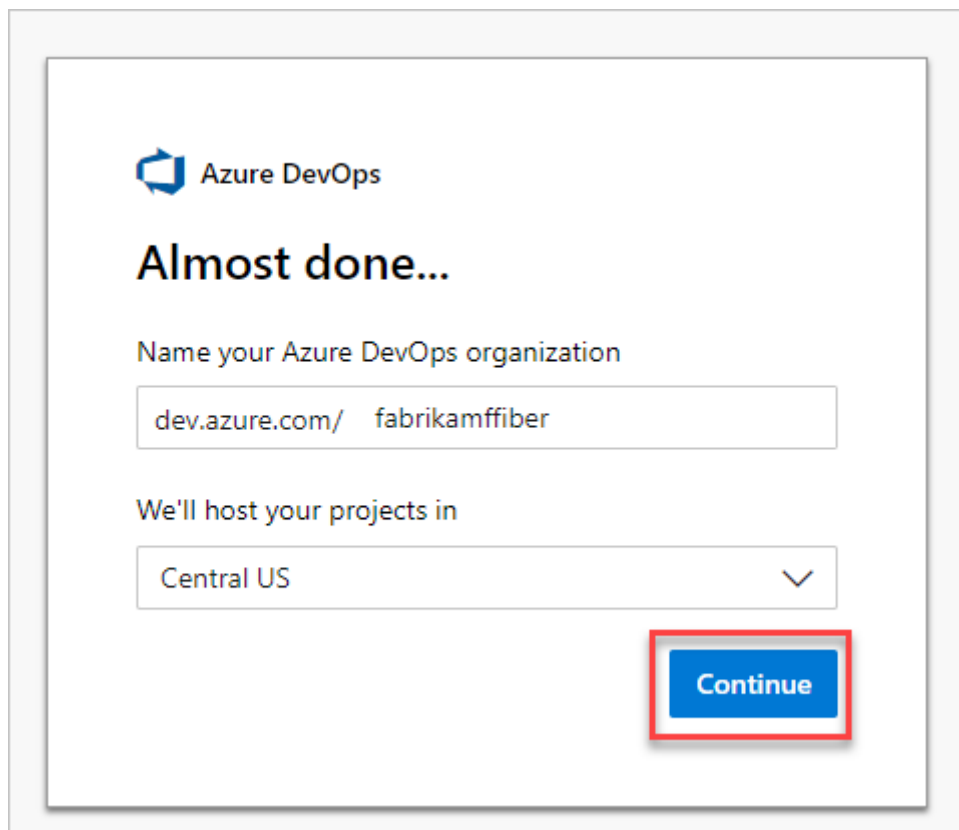 Azure DevOps
Almost done...
Name your Azure DevOps organization
dev.azure.com/ fabrikamffiber
We'll host your projects in
Central US
Continue